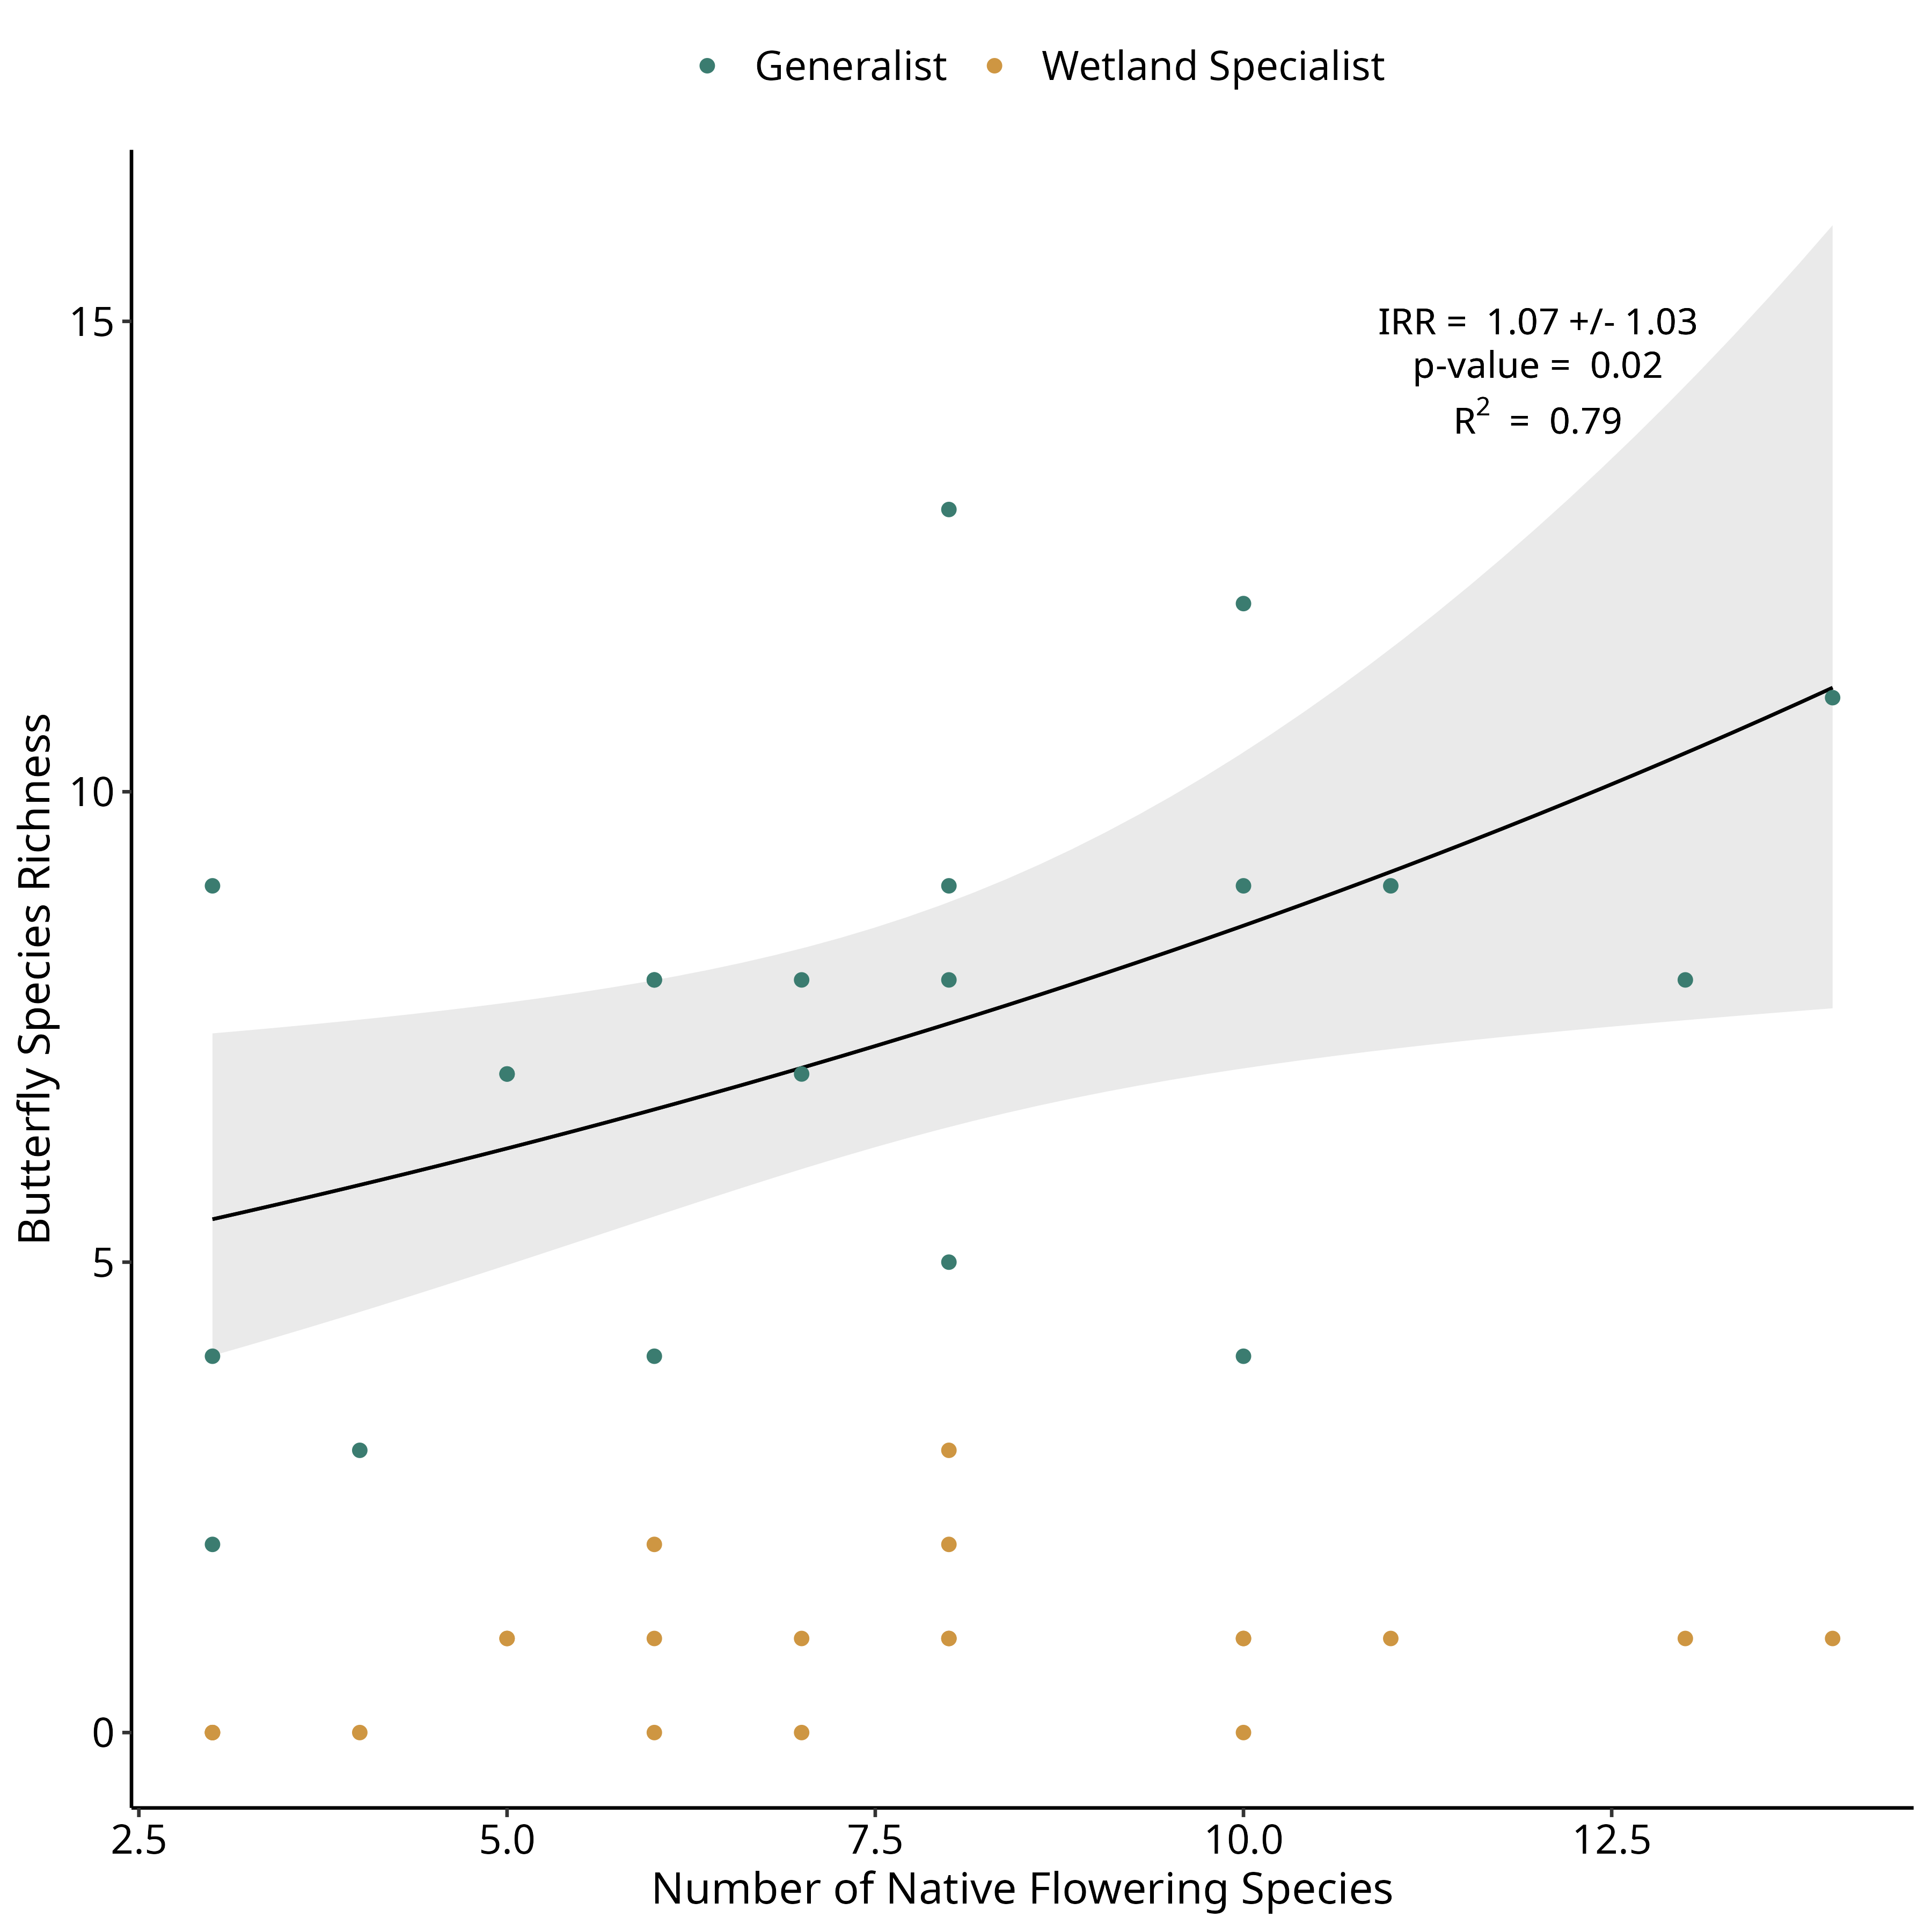 Generalist Wetland Specialist
15
IRR = 1.07 +/- 1.03
p-value = 0.02
R² = 0.79
10
5
0
Butterfly Species Richness
2.5 5.0 7.5 10.0 12.5
Number of Native Flowering Species